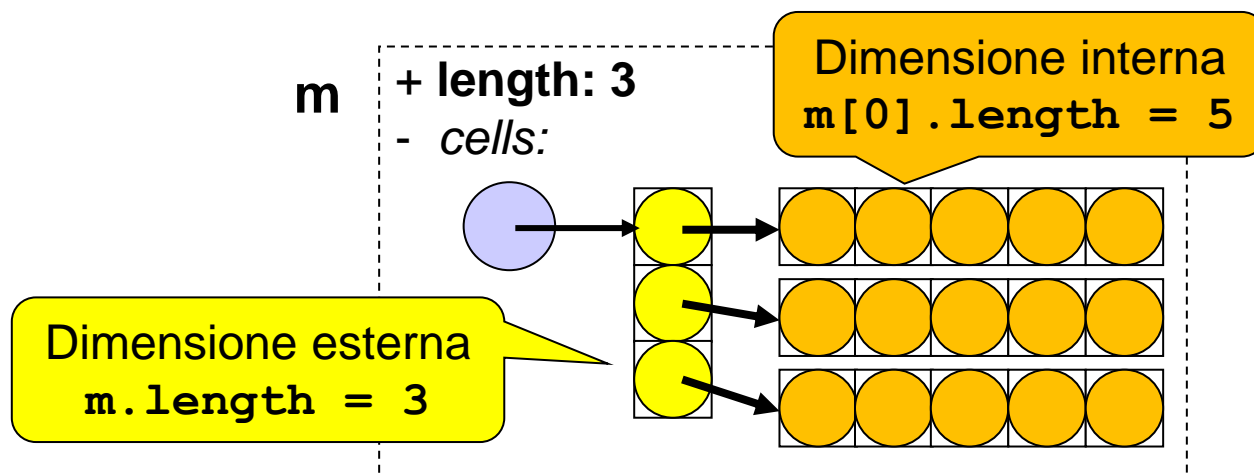 m
+ length: 3
- cells:
Dimensione interna
m[0].length = 5
Dimensione esterna
m.length = 3